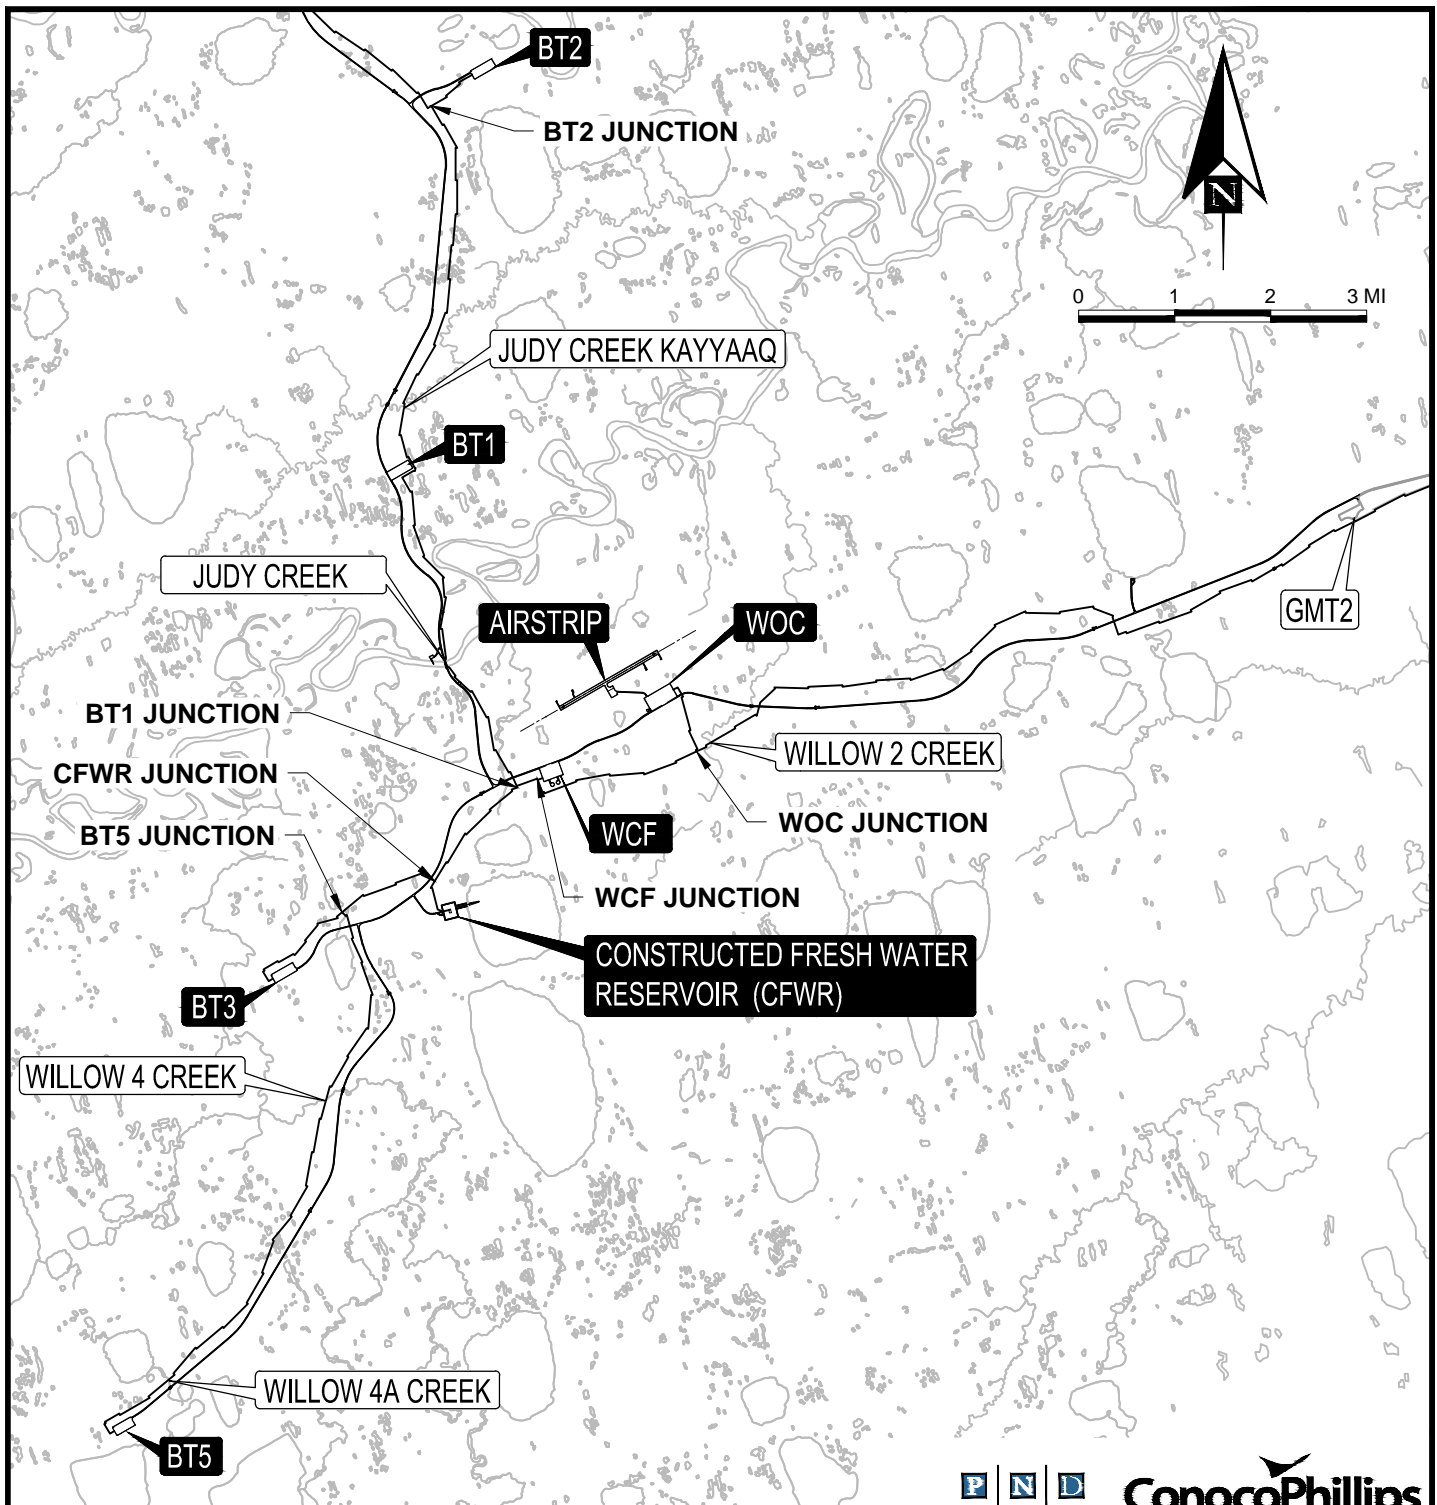 BT2
BT2 JUNCTION
N
0 1 2 3 MI
JUDY CREEK KAYYAAQ
BT1
JUDY CREEK
AIRSTRIP
WOC
GMT2
BT1 JUNCTION
WILLOW 2 CREEK
CFWR JUNCTION
WOC JUNCTION
BT5 JUNCTION
WCF
WCF JUNCTION
CONSTRUCTED FRESH WATER
RESERVOIR (CFWR)
BT3
WILLOW 4 CREEK
WILLOW 4A CREEK
BT5
P N D
ConocoPhillips